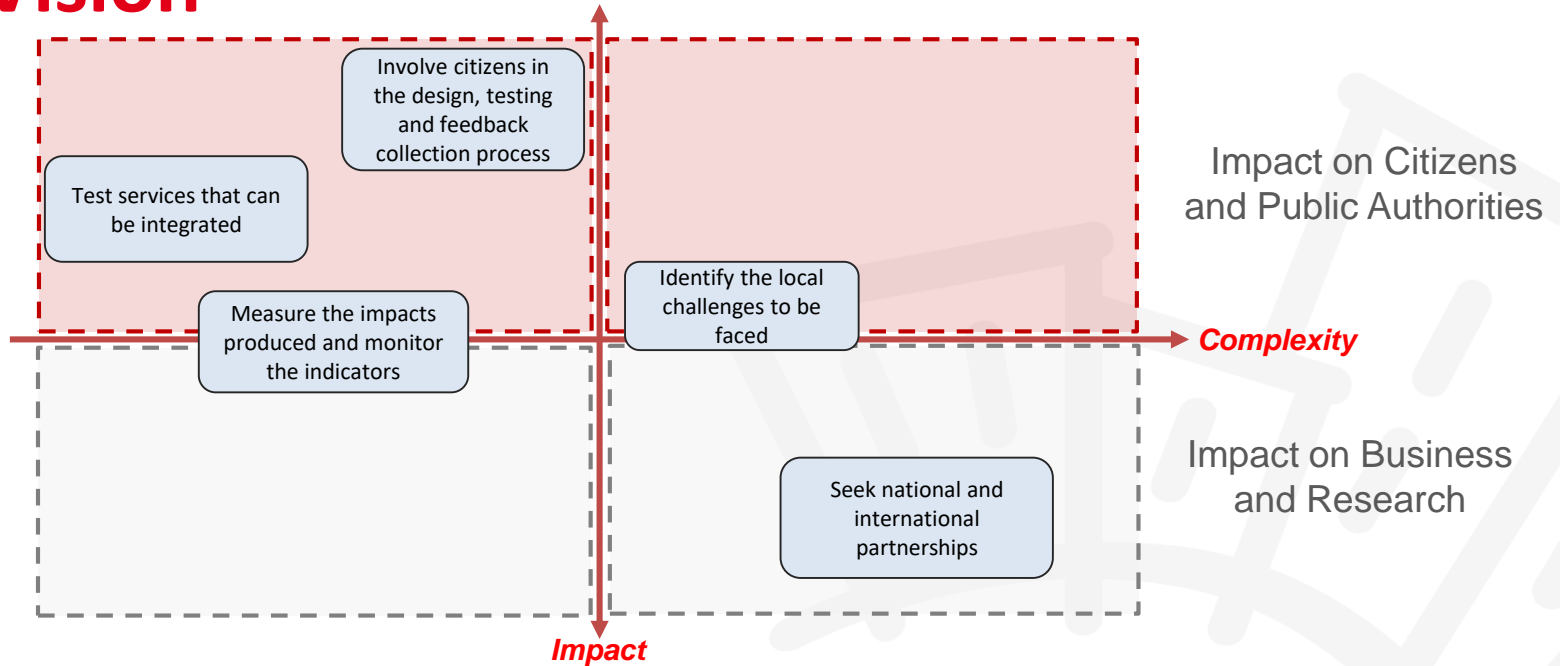 Vision
Involve citizens in
the design, testing
and feedback
collection process
Test services that can
be integrated
Impact on Citizens
and Public Authorities
Identify the local
challenges to be
faced
Measure the impacts
produced and monitor
the indicators
Complexity
Impact on Business
and Research
Seek national and
international
partnerships
Impact